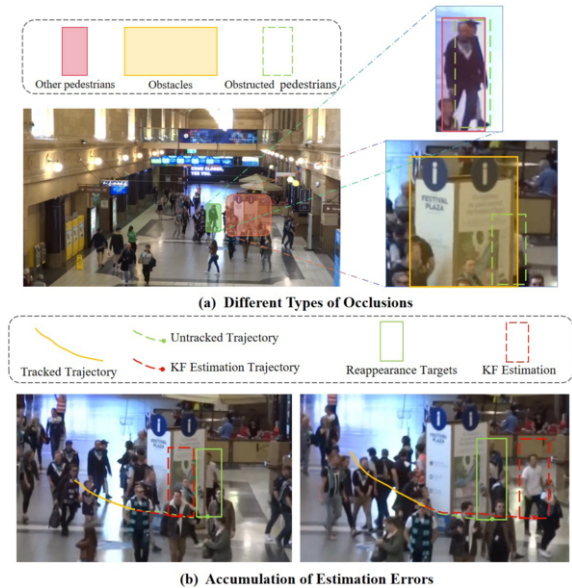 Other pedestrians
Obstacles
Obstructed pedestrians
FESTIVAL
PLAZA
(a) Different Types of Occlusions
Tracked Trajectory
Untracked Trajectory
KF Estimation Trajectory
Reappearance Targets
KF Estimation
(b) Accumulation of Estimation Errors